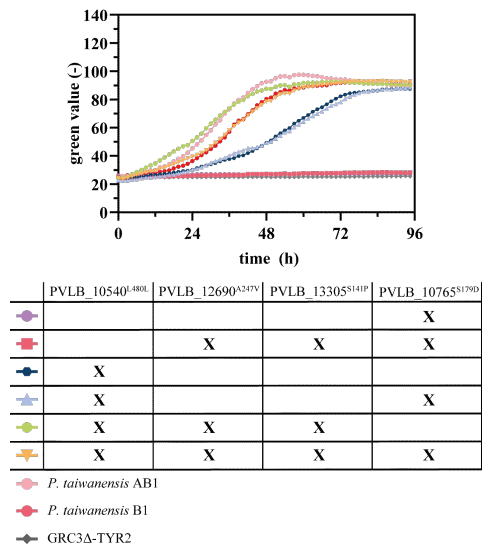 140
120
100
80
60
40
20
0
green value (-)
0 24 48 72 96
time (h)
PVLB_10540L480L PVLB_12690A247V PVLB_13305S141P PVLB_10765S179D
X
X X X
X
X X
X X X
X X X X
P. taiwanensis AB1
P. taiwanensis B1
GRC3Δ-TYR2